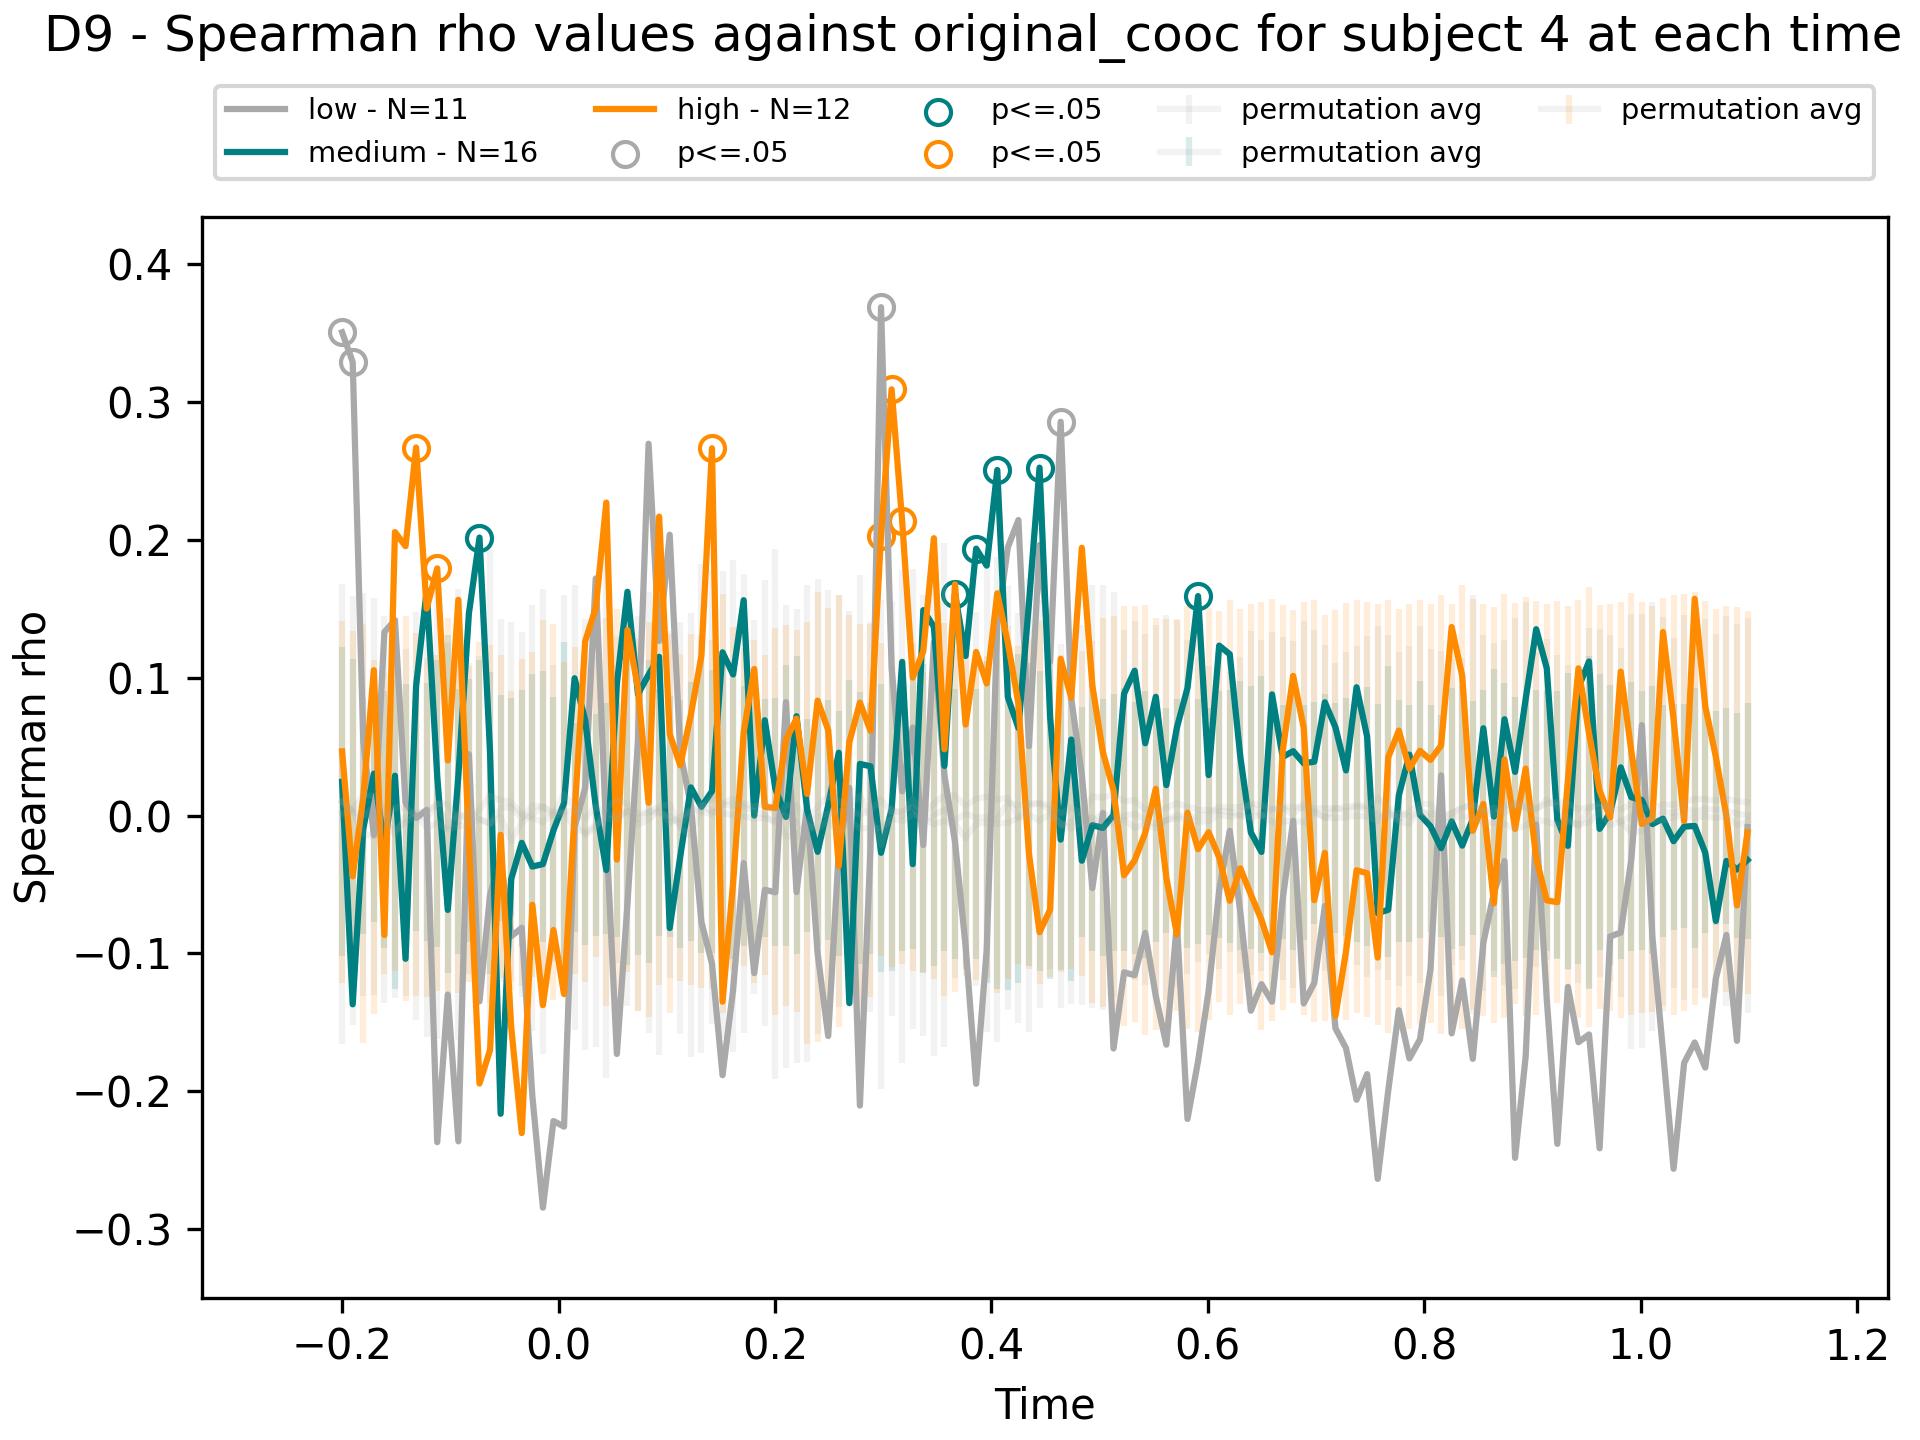 D9 - Spearman rho values against original_cooc for subject 4 at each time
low - N=11
medium - N=16
high - N=12
p<=.05
p<=.05
p<=.05
permutation avg
permutation avg
permutation avg
Spearman rho
0.4
0.3
0.2
0.1
0.0
−0.1
−0.2
−0.3
−0.2 0.0 0.2 0.4 0.6 0.8 1.0 1.2
Time